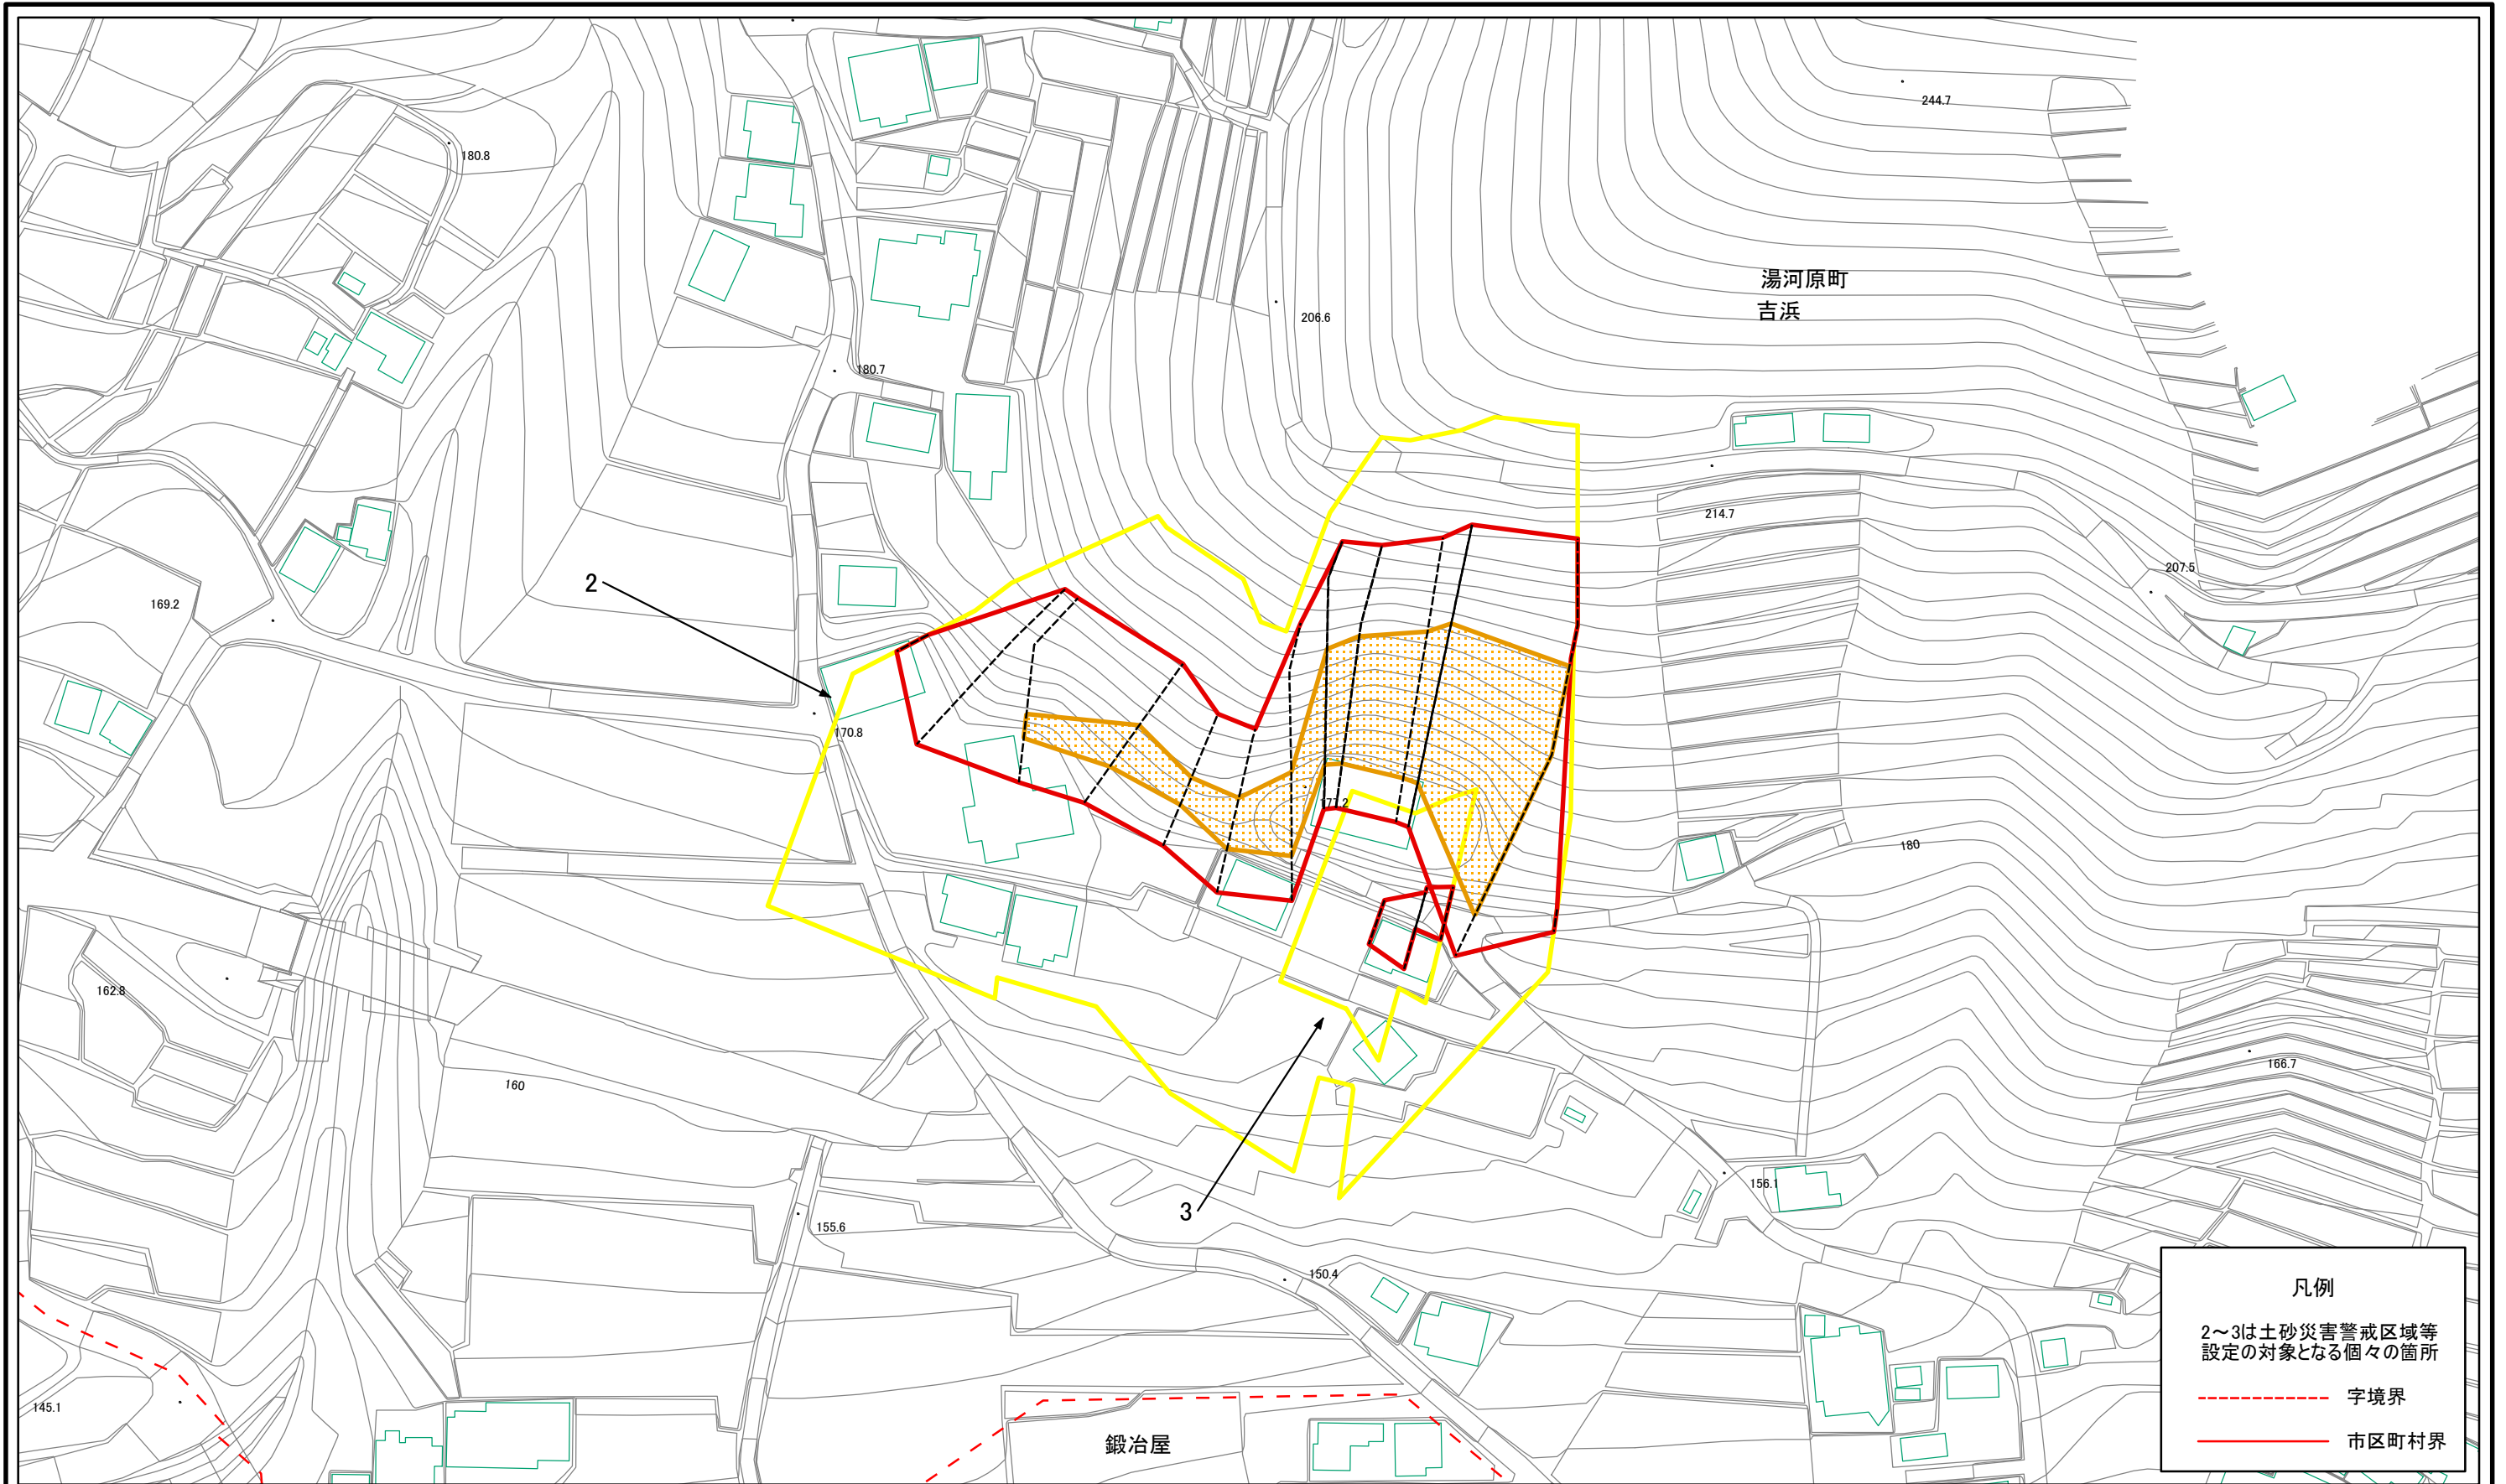 244.7
180.8
湯河原町
吉浜
206.6
180.7
214.7
207.5
2
169.2
170.8
177.2
180
162.8
166.7
160
156.1
3
155.6
150.4
凡例
2～3は土砂災害警戒区域等
設定の対象となる個々の箇所
字境界
145.1
鍛冶屋
市区町村界